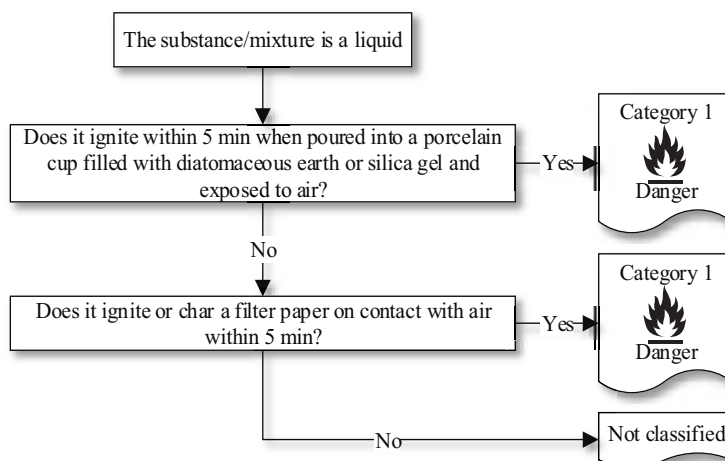 The substance/mixture is a liquid
Does it ignite within 5 min when poured into a porcelain
cup filled with diatomaceous earth or silica gel and
exposed to air?
Yes
Category 1
Danger
No
Does it ignite or char a filter paper on contact with air
within 5 min?
Yes
Category 1
Danger
No
Not classified